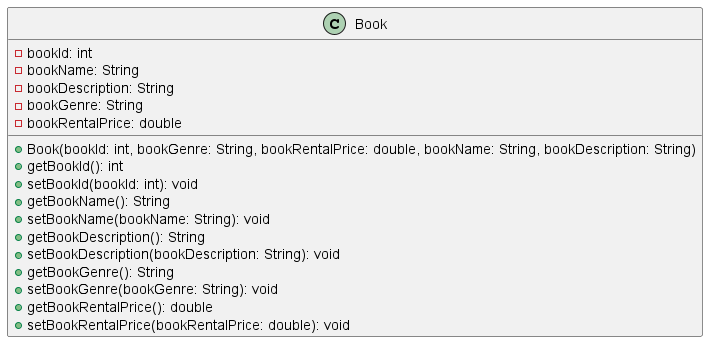 C Book
bookId: int
bookName: String
bookDescription: String
bookGenre: String
bookRentalPrice: double
Book(bookId: int, bookGenre: String, bookRentalPrice: double, bookName: String, bookDescription: String)
getBookId(): int
setBookId(bookId: int): void
getBookName(): String
setBookName(bookName: String): void
getBookDescription(): String
setBookDescription(bookDescription: String): void
getBookGenre(): String
setBookGenre(bookGenre: String): void
getBookRentalPrice(): double
setBookRentalPrice(bookRentalPrice: double): void